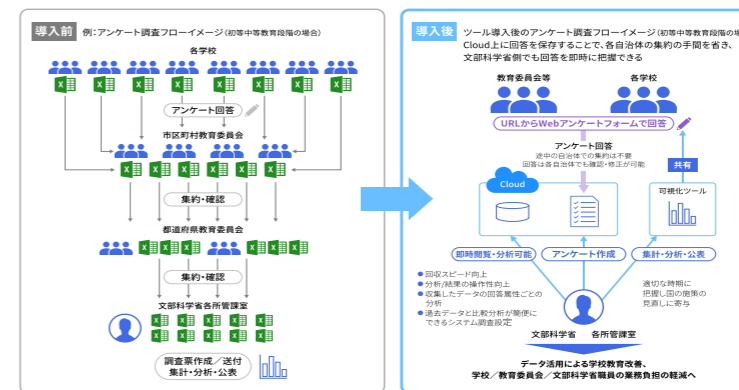 導入前 例:アンケート調査フローイメージ(初等中等教育段階の場合)
各学校
アンケート回答
市区町村教育委員会
集約・確認
都道府県教育委員会
集約・確認
文部科学省各所管課室
調査票作成／送付
集計・分析・公表
導入後 ツール導入後のアンケート調査フローイメージ(初等中等教育段階の場
Cloud上に回答を保存することで、各自治体の集約の手間を省き、
文部科学省側でも回答を即時に把握できる
教育委員会等 各学校
URLからWebアンケートフォームで回答
アンケート回答
途中の自治体での集約は不要
回答は各自治体でも確認・修正が可能
共有
Cloud
可視化ツール
即時閲覧・分析可能 アンケート作成 集計・分析・公表
●回収スピード向上
●分析/結果の操作性向上
●収集したデータの回答属性ごとの
分析
●過去データと比較分析が簡便に
できるシステム調査設定
適切な時期に
把握し国の施策の
見直しに寄与
文部科学省 各所管課室
データ活用による学校教育改善、
学校／教育委員会／文部科学省職員の業務負担の軽減へ